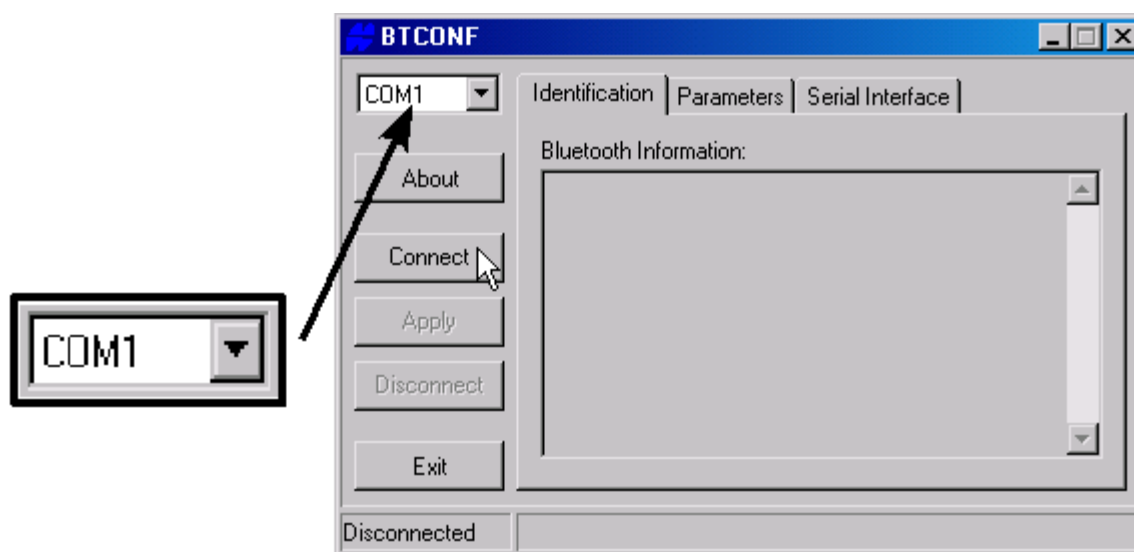 BTCONF
COM1
Identification
Parameters
Serial Interface
Bluetooth Information:
About
Connect
Apply
Disconnect
Exit
COM1
Disconnected